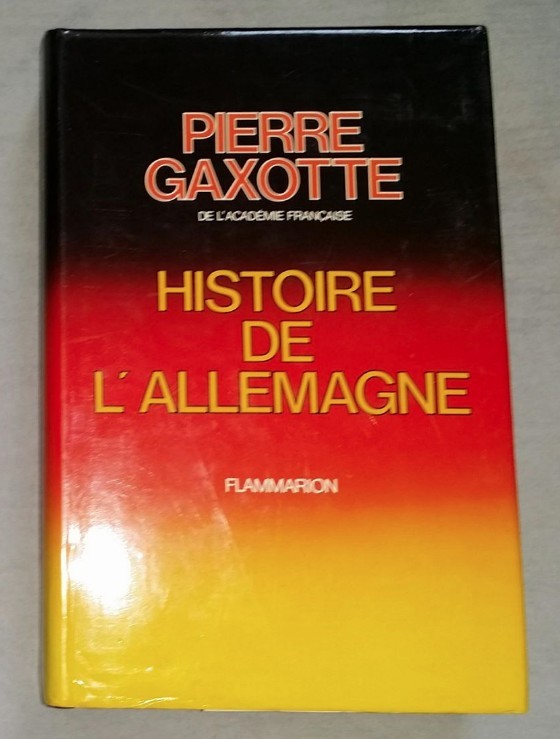 PIERRE
GAXOTTE
DE L'ACADÉMIE FRANÇAISE
HISTOIRE
DE
L'ALLEMAGNE
FLAMMARION